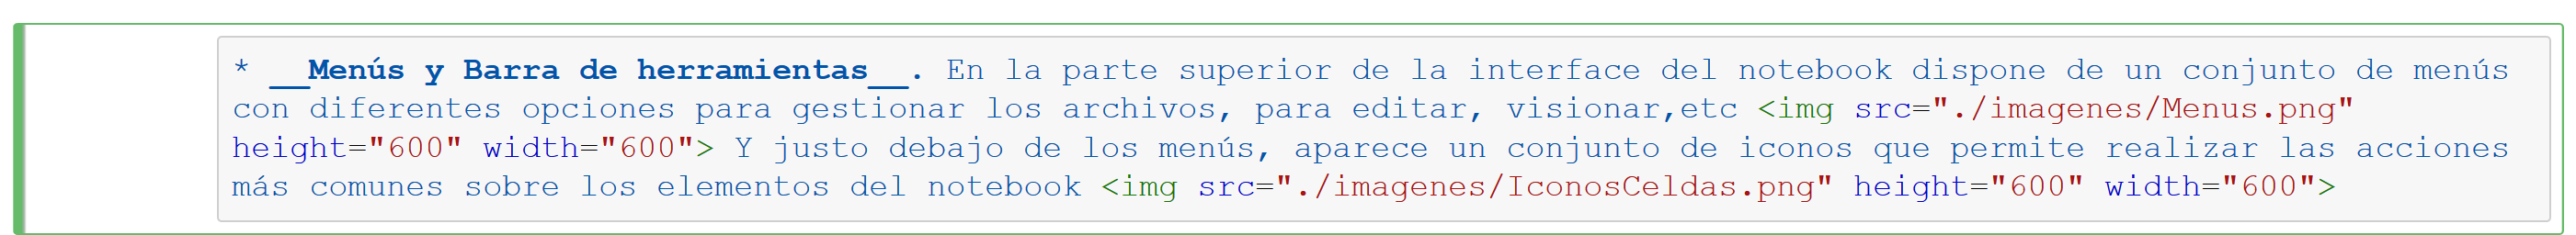 * __Menús y Barra de herramientas__. En la parte superior de la interface del notebook dispone de un conjunto de menús
con diferentes opciones para gestionar los archivos, para editar, visionar,etc <img src="./imagenes/Menus.png"
height="600" width="600"> Y justo debajo de los menús, aparece un conjunto de iconos que permite realizar las acciones
más comunes sobre los elementos del notebook <img src="./imagenes/IconosCeldas.png" height="600" width="600">